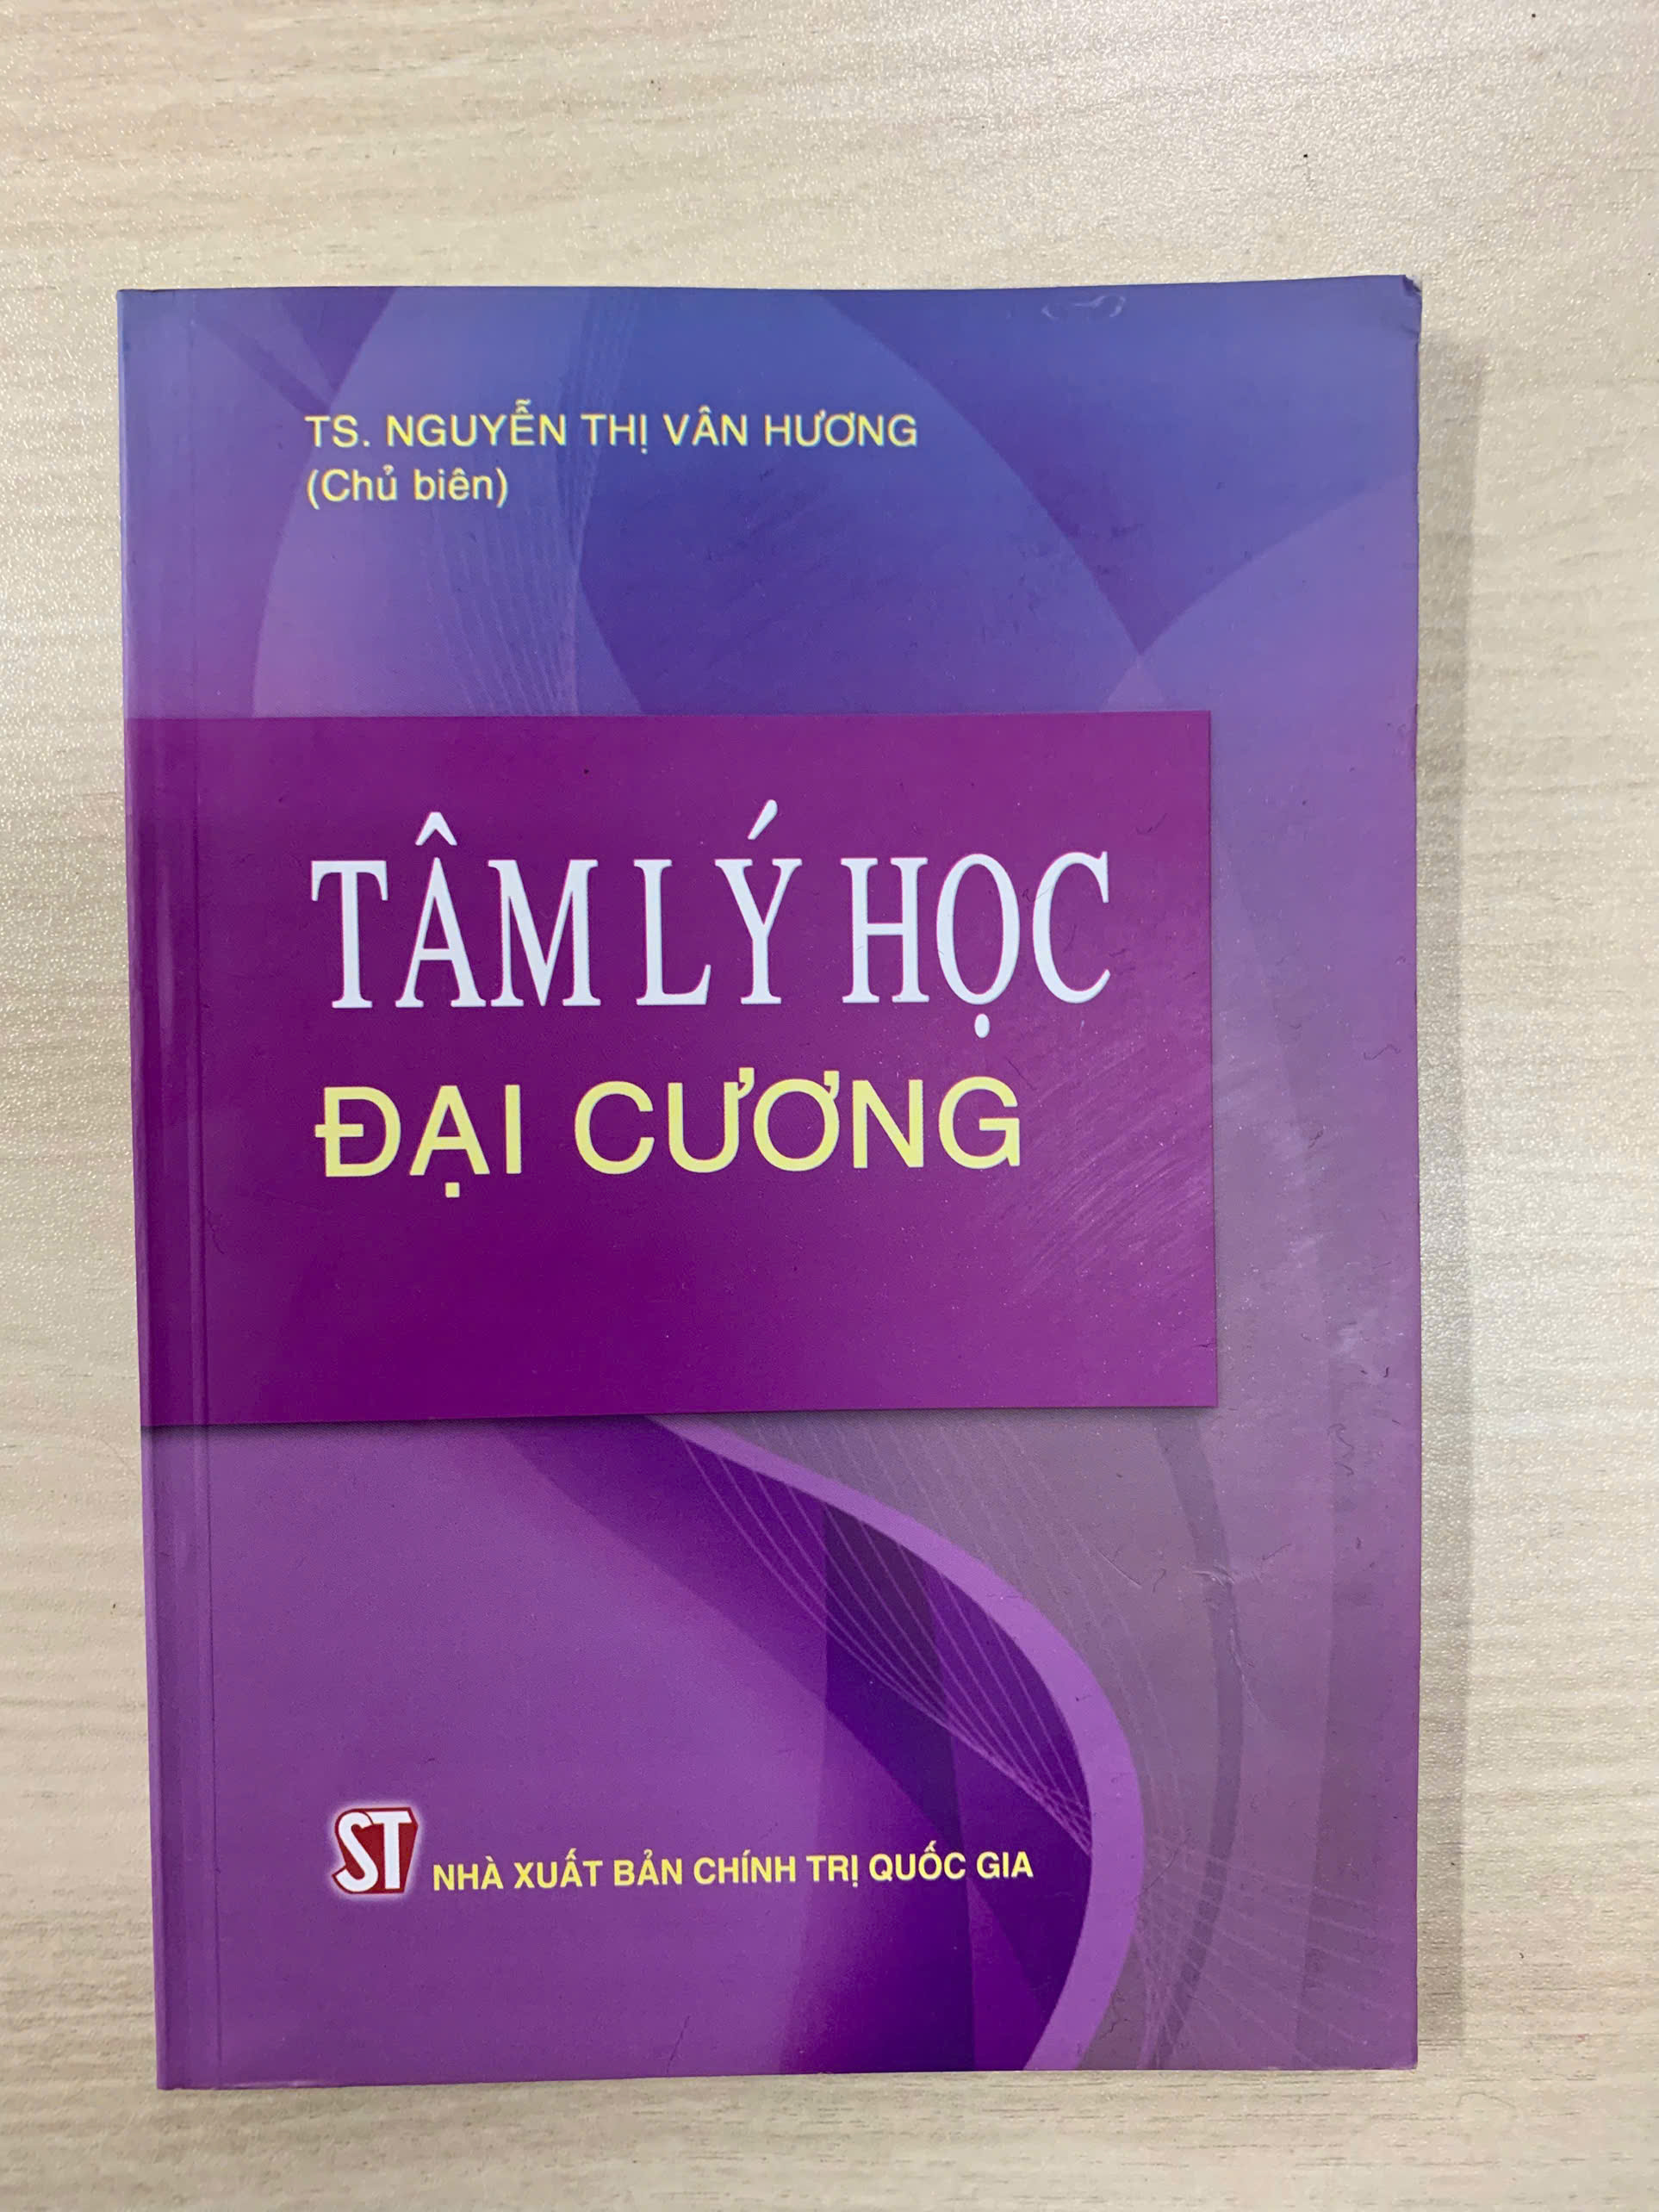 TS. NGUYỄN THỊ VÂN HƯƠNG
(Chủ biên)
TÂM LÝ HỌC
ĐẠI CƯƠNG
ST
NHÀ XUẤT BẢN CHÍNH TRỊ QUỐC GIA